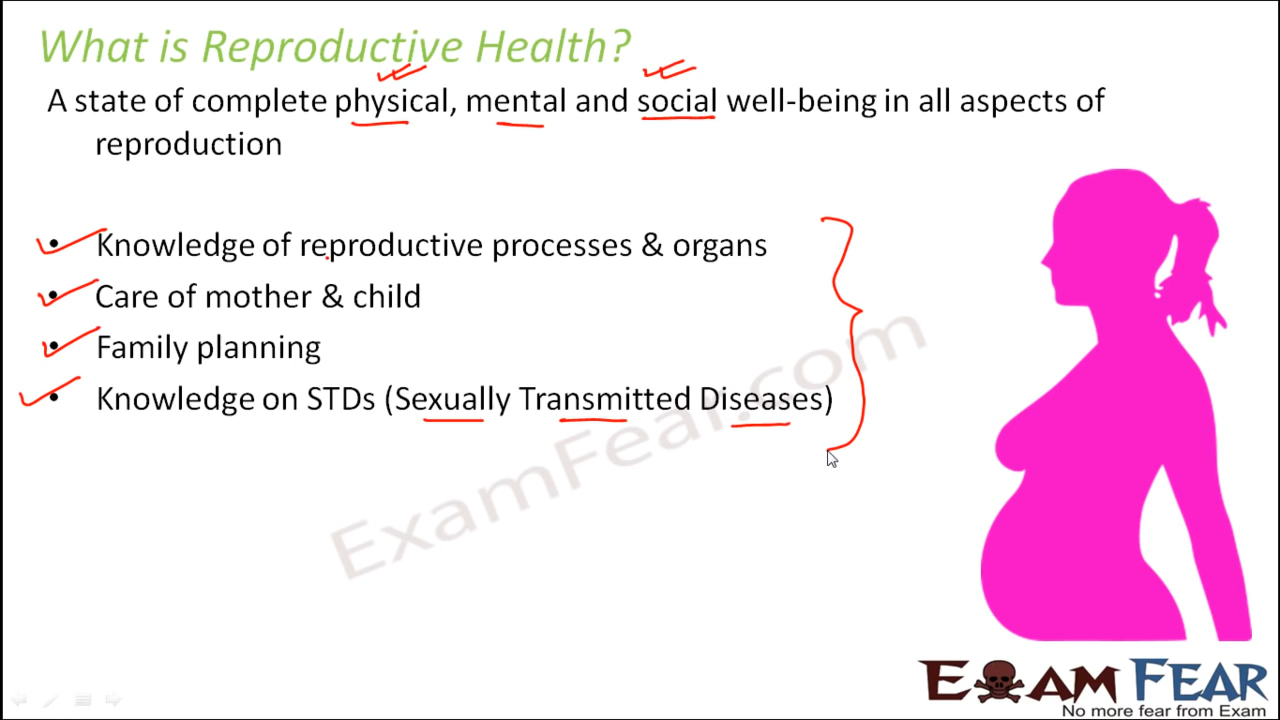 What is Reproductive Health?
A state of complete physical, mental and social well-being in all aspects of
reproduction
• Knowledge of reproductive processes & organs
• Care of mother & child
• Family planning
• Knowledge on STDs (Sexually Transmitted Diseases)
ExamFear.com
EXAM FEAR
No more fear from Exam